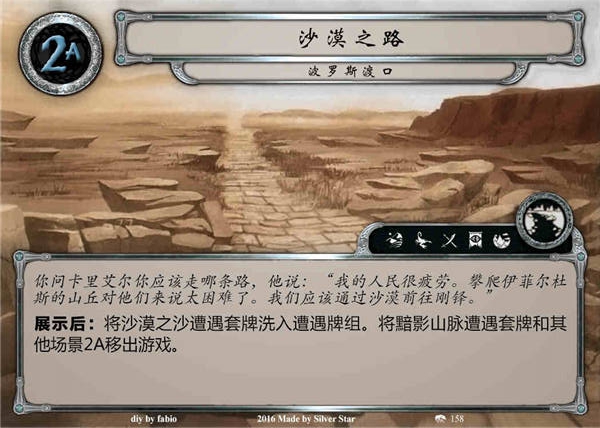 2A
沙漠之路
波罗斯渡口
你问卡里艾尔你应该走哪条路，他说：“我的人民很疲劳。攀爬伊菲尔杜
斯的山丘对他们来说太困难了。我们应该通过沙漠前往刚铎。”
展示后：将沙漠之沙遭遇套牌洗入遭遇牌组。将黯影山脉遭遇套牌和其
他场景2A移出游戏。
diy by fabio
2016 Made by Silver Star
158